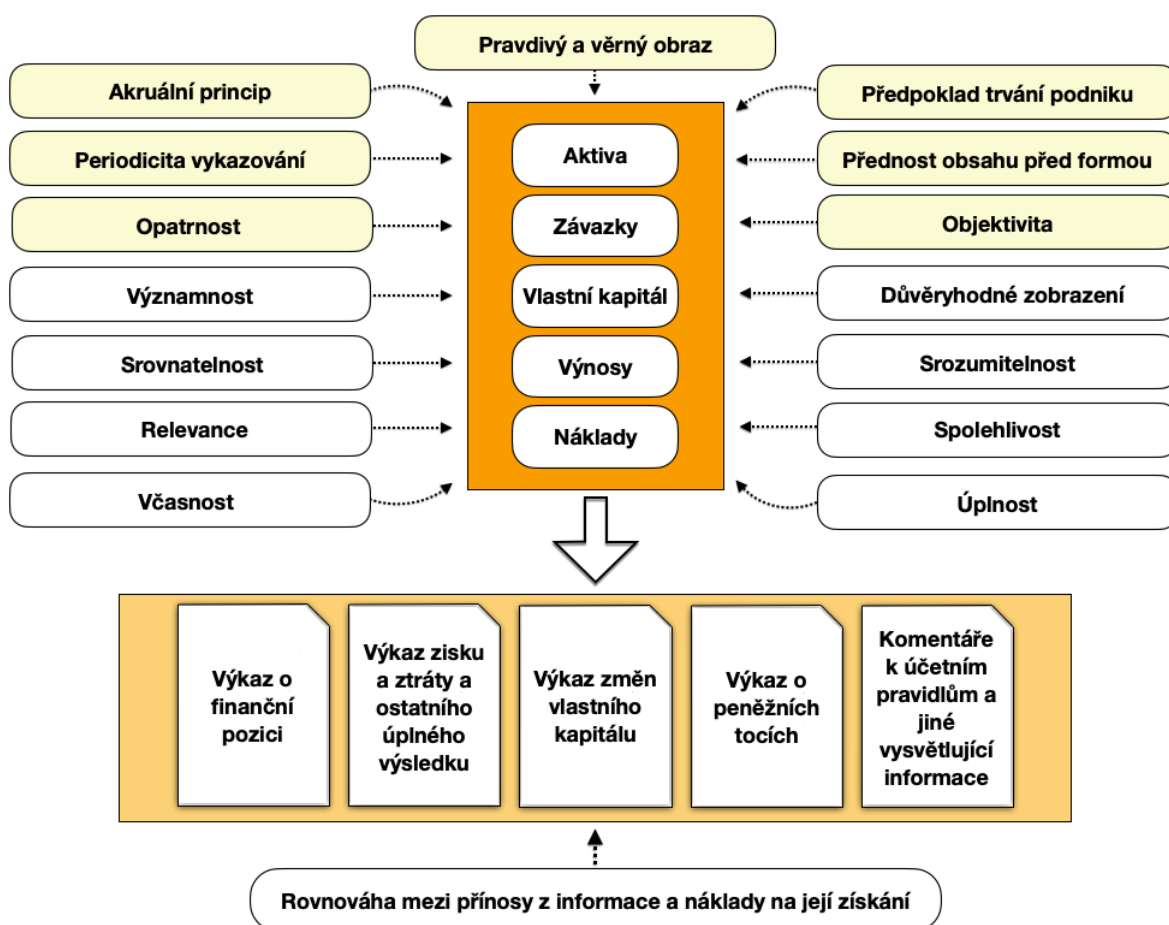 Pravdivý a věrný obraz
Akruální princip
Předpoklad trvání podniku
Periodicita vykazování
Aktiva
Přednost obsahu před formou
Opatrnost
Závazky
Objektivita
Významnost
Vlastní kapitál
Důvěryhodné zobrazení
Srovnatelnost
Výnosy
Srozumitelnost
Relevance
Náklady
Spolehlivost
Včasnost
Úplnost
Výkaz o
finanční
pozici
Výkaz zisku
a ztráty a
ostatního
úplného
výsledku
Výkaz změn
vlastního
kapitálu
Výkaz o
peněžních
tocích
Komentáře
k účetním
pravidlům a
jiné
vysvětlující
informace
Rovnováha mezi přínosy z informace a náklady na její získání